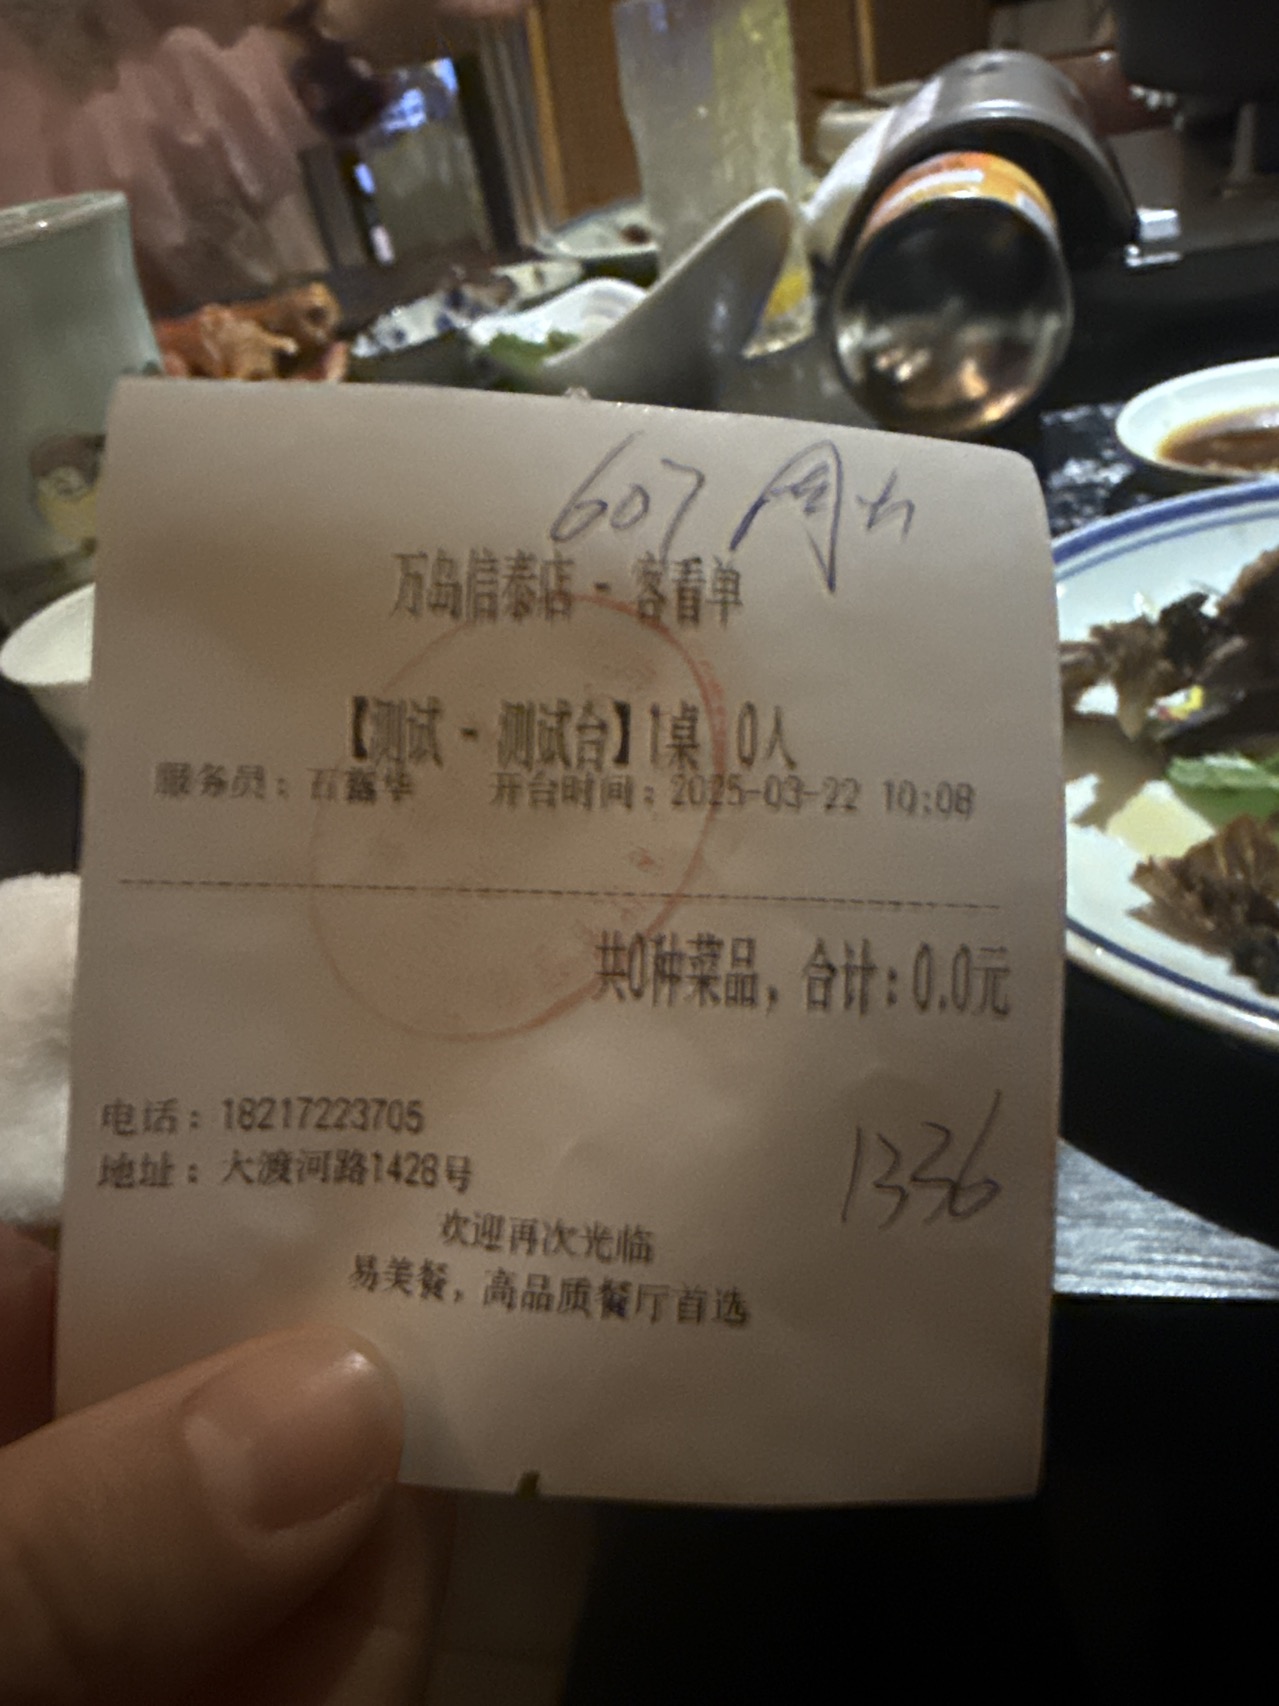 607 周
万岛信泰店 - 客看单
【测试 - 测试台】1桌 0人
服务员：石露华 开台时间：2025-03-22 10:08
共0种菜品，合计：0.0元
电话：18217223705
1336
地址：大渡河路1428号
欢迎再次光临
易美餐，高品质餐厅首选